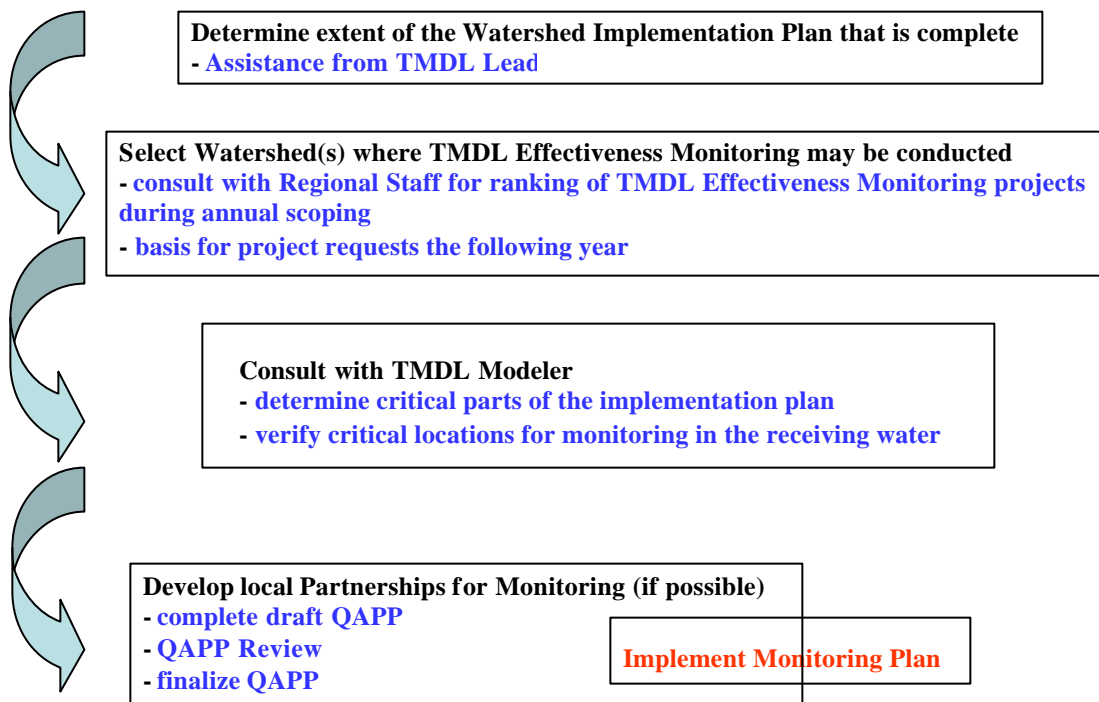 Determine extent of the Watershed Implementation Plan that is complete
- Assistance from TMDL Lead
Select Watershed(s) where TMDL Effectiveness Monitoring may be conducted
- consult with Regional Staff for ranking of TMDL Effectiveness Monitoring projects
during annual scoping
- basis for project requests the following year
Consult with TMDL Modeler
- determine critical parts of the implementation plan
- verify critical locations for monitoring in the receiving water
Develop local Partnerships for Monitoring (if possible)
- complete draft QAPP
- QAPP Review
- finalize QAPP
Implement Monitoring Plan